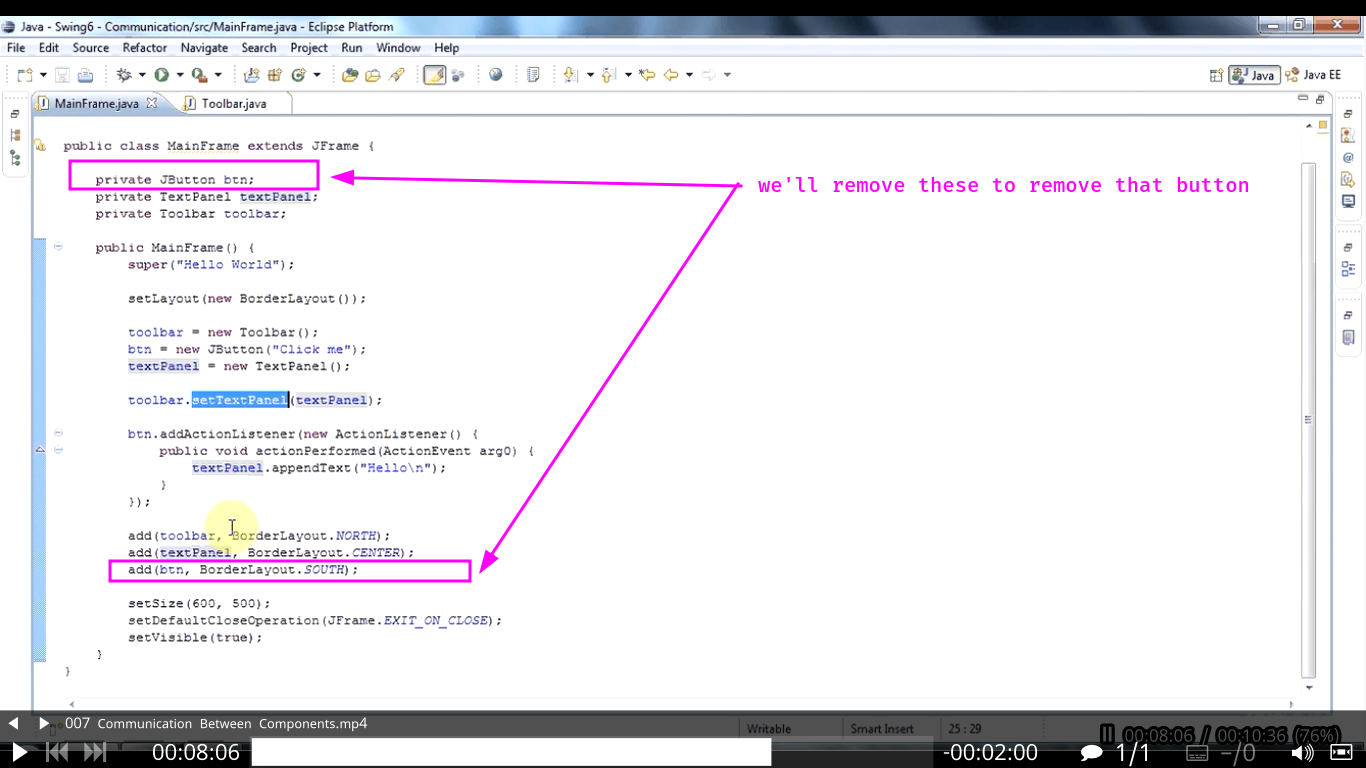 Java - Swing6 - Communication/src/MainFrame.java - Eclipse Platform
File Edit Source Refactor Navigate Search Project Run Window Help
Java Java EE
MainFrame.java Toolbar.java
public class MainFrame extends JFrame {
private JButton btn;
we'll remove these to remove that button
private TextPanel textPanel;
private Toolbar toolbar;
public MainFrame() {
super("Hello World");
setLayout(new BorderLayout());
toolbar = new Toolbar();
btn = new JButton("Click me");
textPanel = new TextPanel();
toolbar.setTextPanel(textPanel);
btn.addActionListener(new ActionListener() {
public void actionPerformed(ActionEvent arg0) {
textPanel.appendText("Hello\n");
}
});
add(toolbar, BorderLayout.NORTH);
add(textPanel, BorderLayout.CENTER);
add(btn, BorderLayout.SOUTH);
setSize(600, 500);
setDefaultCloseOperation(JFrame.EXIT_ON_CLOSE);
setVisible(true);
}
}
007 Communication Between Components.mp4
Writable Smart Insert 25 : 29
00:08:06 / 00:10:36 (76%)
00:08:06 -00:02:00 1/1 -/0